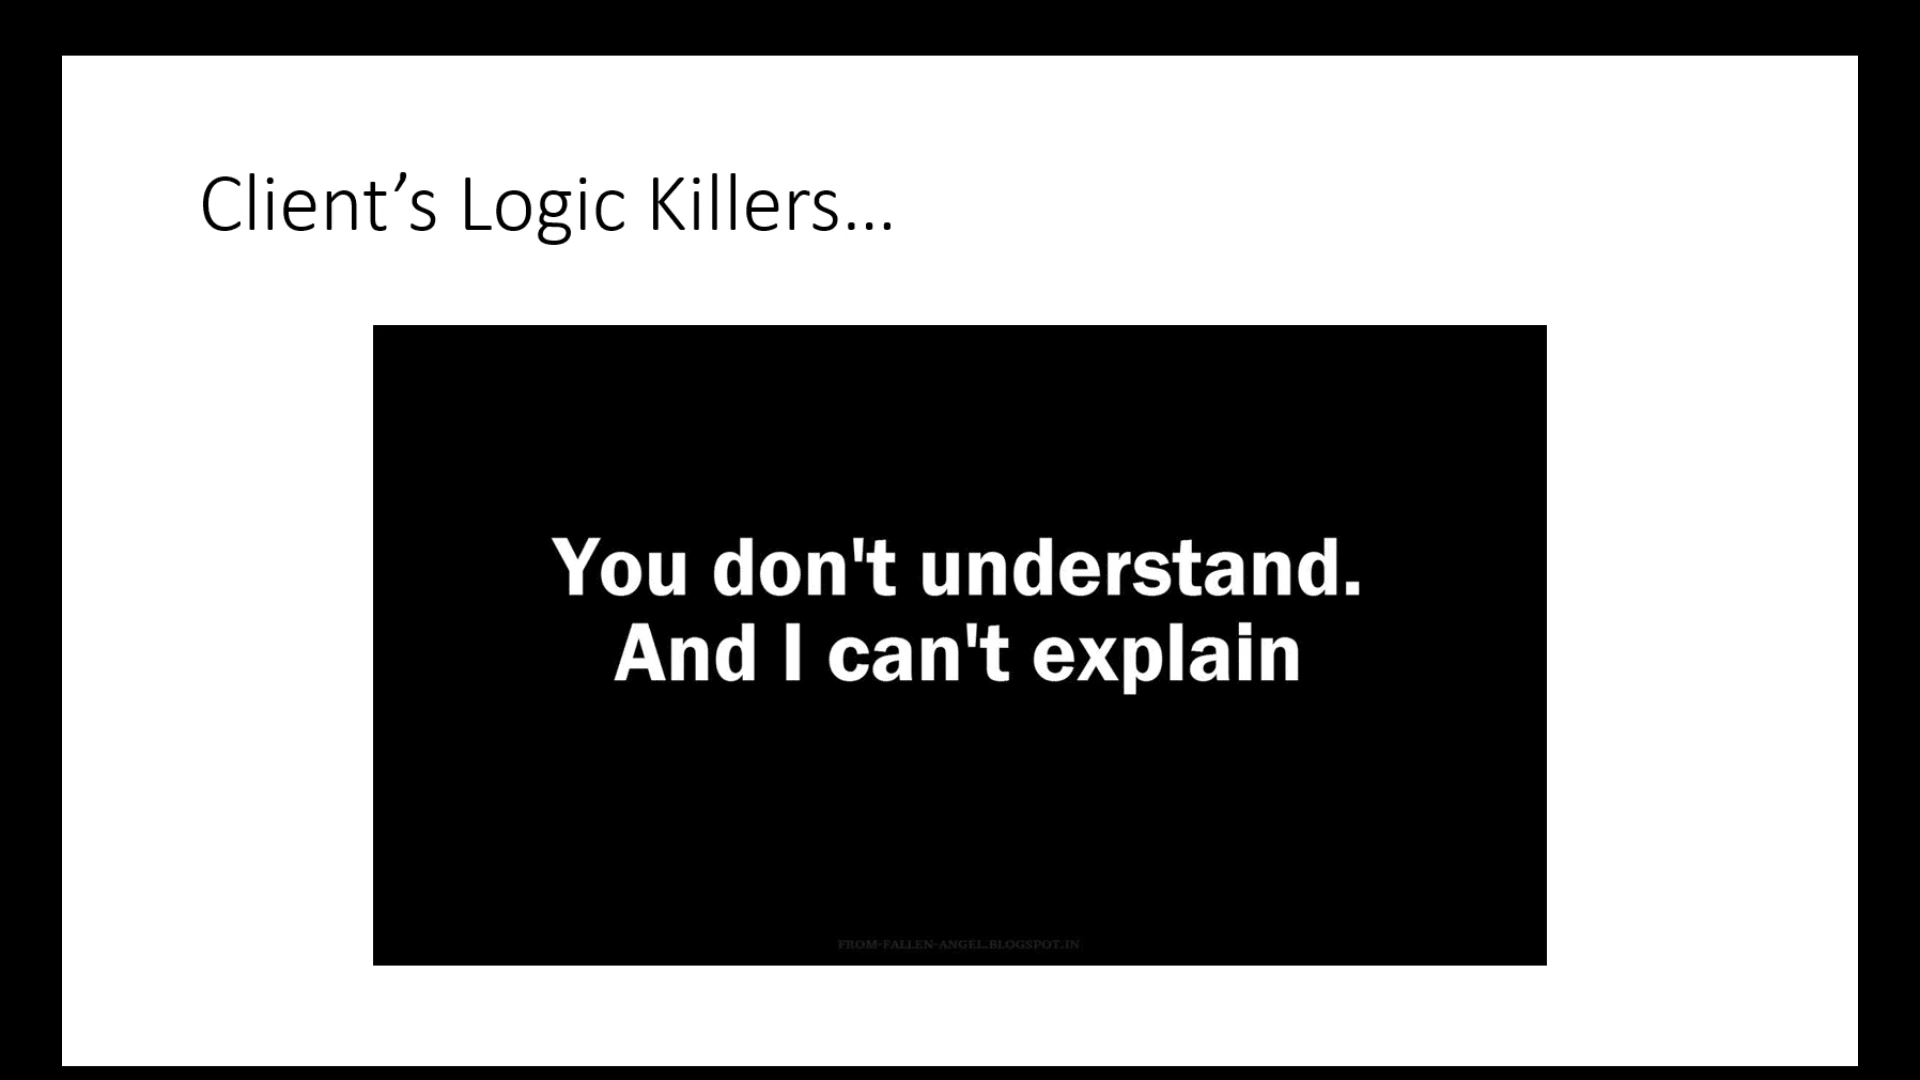 Client’s Logic Killers...
You don't understand.
And I can't explain
FROM-FALLEN-ANGEL.BLOGSPOT.IN